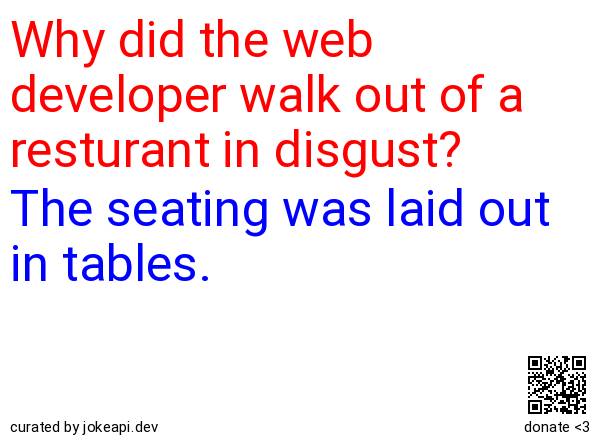 Why did the web
developer walk out of a
resturant in disgust?
The seating was laid out
in tables.
curated by jokeapi.dev
donate <3